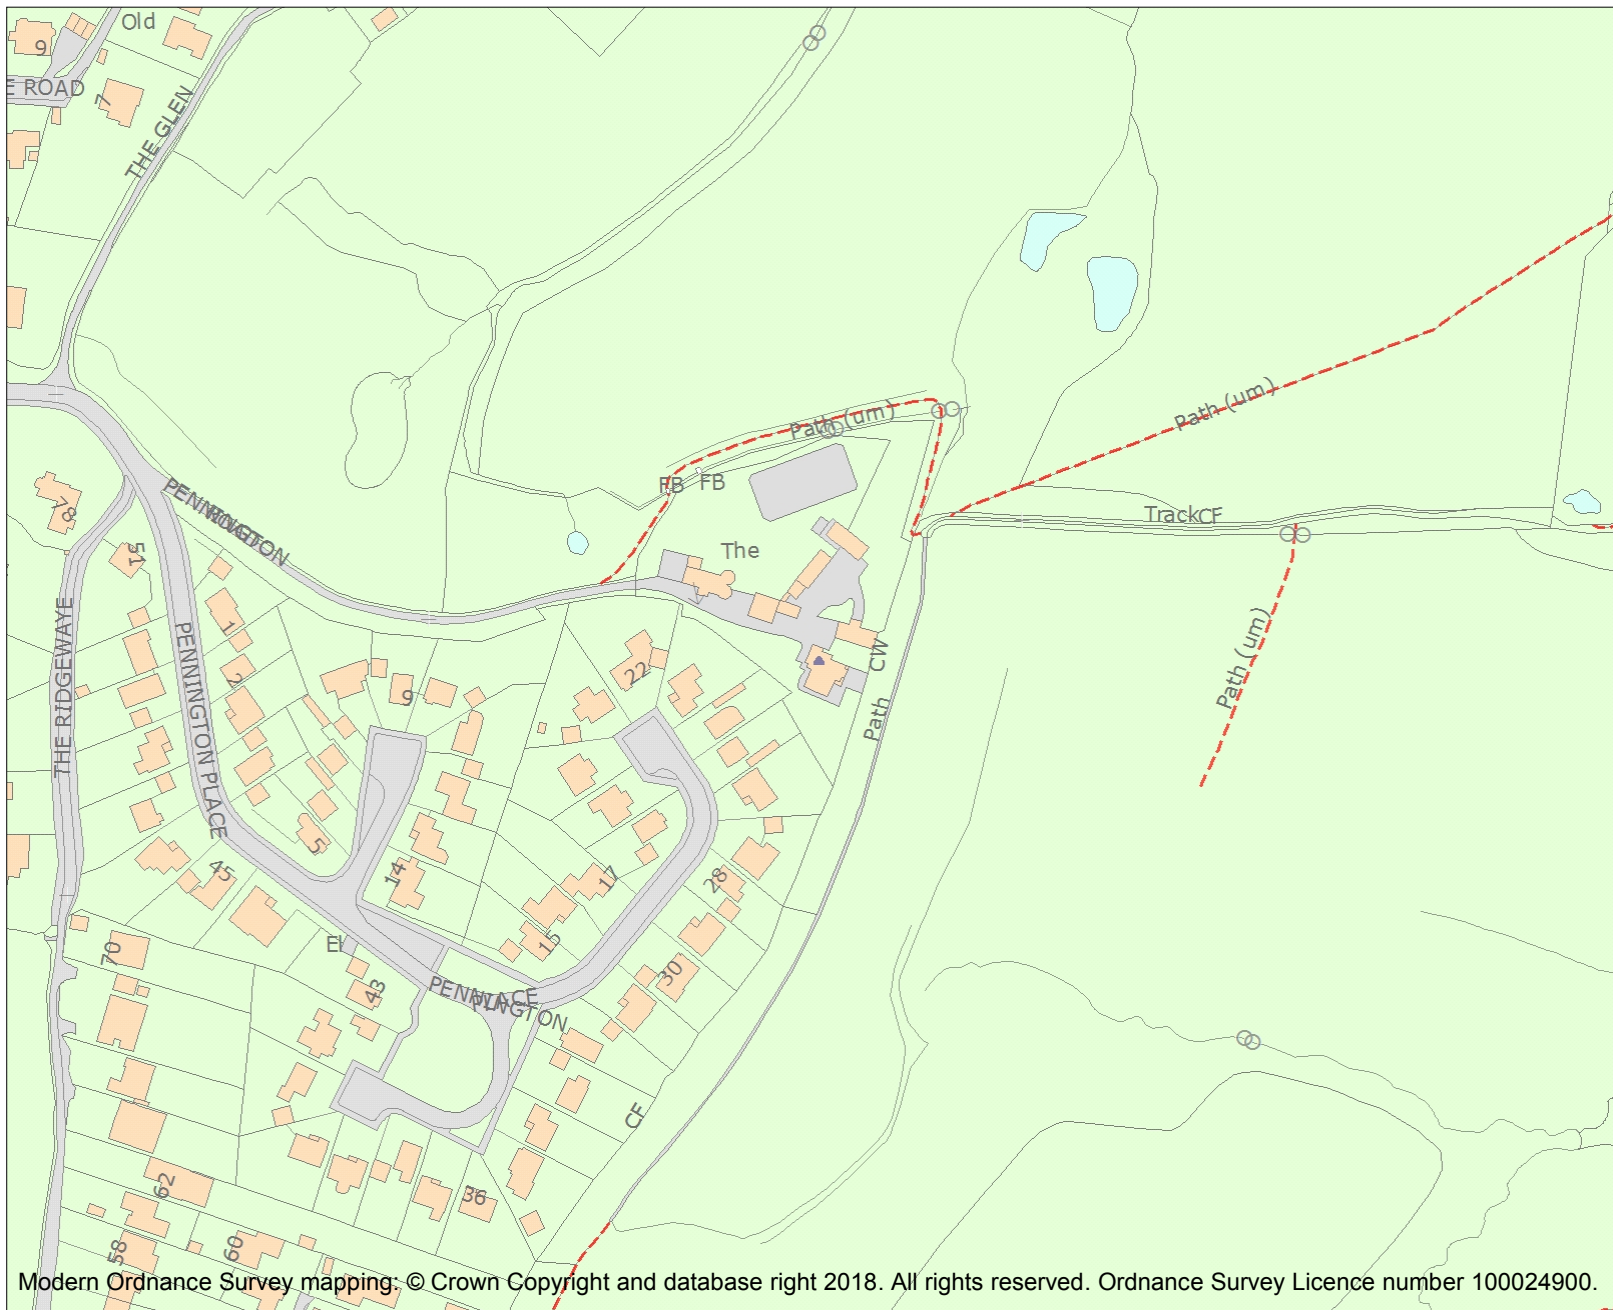 Old
9
E ROAD
7
THE GLEN
Path (um)
Path (um)
FB
FB
PENNINGTON
78
TrackCF
51
The
THE RIDGEWAYE
1
PENNINGTON PLACE
Path (um)
CW
22
2
9
Path
5
45
14
17
28
El
70
15
43
30
PENNINGTON
PLACE
CF
62
36
58
60
Modern Ordnance Survey mapping: © Crown Copyright and database right 2018. All rights reserved. Ordnance Survey Licence number 100024900.